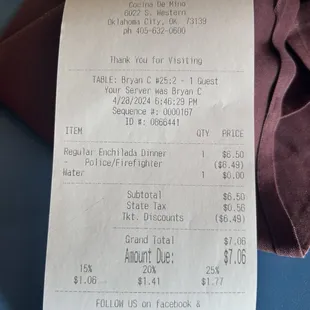 Cocina De Mino
6022 S. Western
Oklahoma City, OK. 73139
ph 405-632-0600
Thank You for Visiting
TABLE: Bryan C #25:2 - 1 Guest
Your Server was Bryan C
4/28/2024 6:46:29 PM
Sequence #: 0000167
ID #: 0866441
ITEM QTY PRICE
Regular Enchilada Dinner 1 $6.50
- Police/Firefighter ($6.49)
Water 1 $0.00
Subtotal $6.50
State Tax $0.56
Tkt. Discounts ($6.49)
Grand Total $7.06
Amount Due: $7.06
15% 20% 25%
$1.06 $1.41 $1.77
FOLLOW US on facebook &